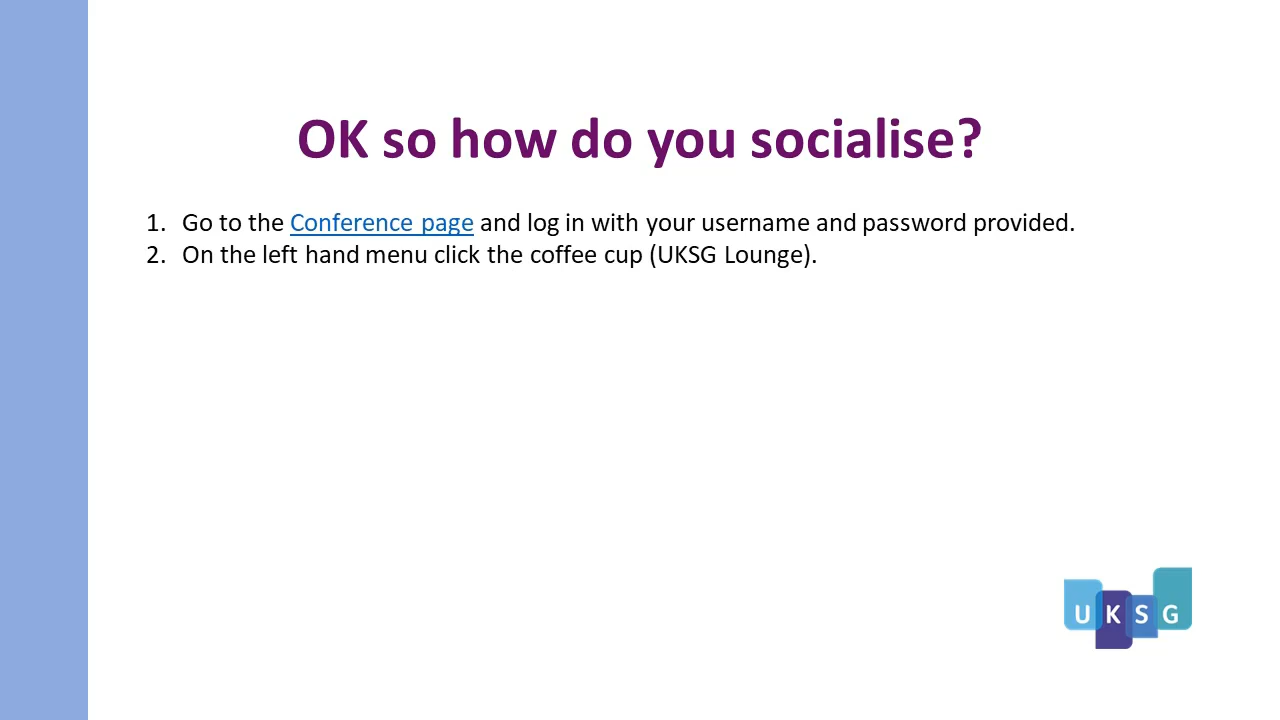 OK so how do you socialise?
1. Go to the Conference page and log in with your username and password provided.
2. On the left hand menu click the coffee cup (UKSG Lounge).
UKSG